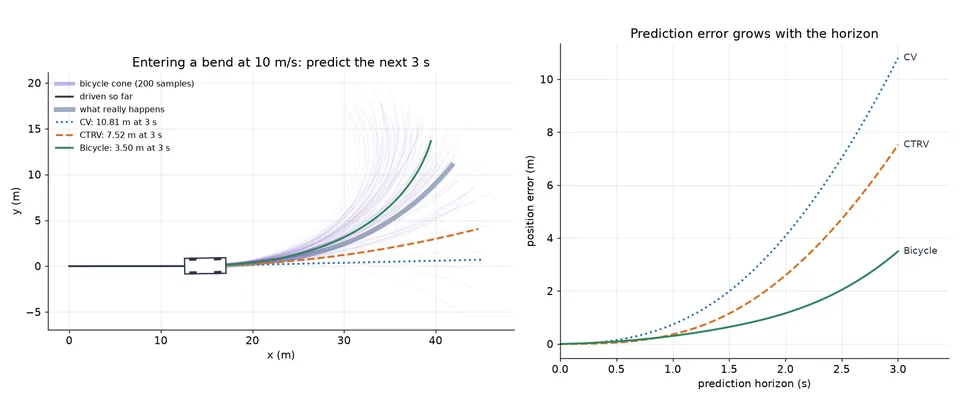 Entering a bend at 10 m/s: predict the next 3 s
bicycle cone (200 samples)
driven so far
what really happens
CV: 10.81 m at 3 s
CTRV: 7.52 m at 3 s
Bicycle: 3.50 m at 3 s
20
15
10
5
0
−5
y (m)
0
10
20
30
40
x (m)
Prediction error grows with the horizon
CV
CTRV
Bicycle
10
8
6
4
2
0
position error (m)
0.0
0.5
1.0
1.5
2.0
2.5
3.0
prediction horizon (s)